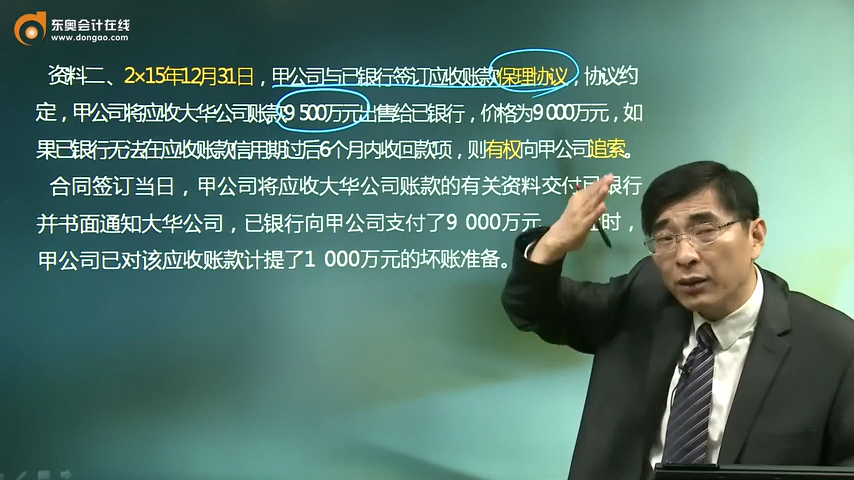 东奥会计在线
www.dongao.com
资料二、2×15年12月31日，甲公司与已银行签订应收账款保理协议，协议约
定，甲公司将应收大华公司账款9 500万元出售给已银行，价格为9 000万元，如
果已银行无法在应收账款信用期过后6个月内收回款项，则有权向甲公司追索。
合同签订当日，甲公司将应收大华公司账款的有关资料交付已银行
并书面通知大华公司，已银行向甲公司支付了9 000万元。时，
甲公司已对该应收账款计提了1 000万元的坏账准备。